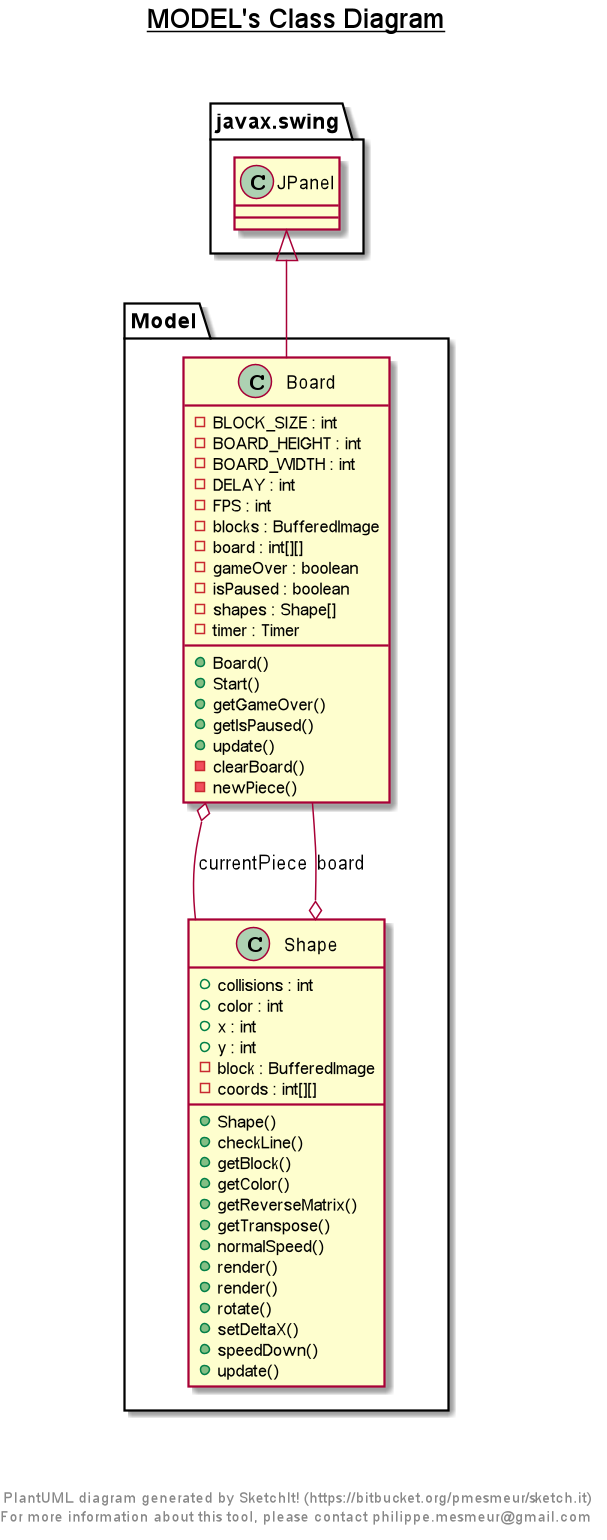 MODEL's Class Diagram
javax.swing
C JPanel
Model
C Board
BLOCK_SIZE : int
BOARD_HEIGHT : int
BOARD_WIDTH : int
DELAY : int
FPS : int
blocks : BufferedImage
board : int[][]
gameOver : boolean
isPaused : boolean
shapes : Shape[]
timer : Timer
Board()
Start()
getGameOver()
getIsPaused()
update()
clearBoard()
newPiece()
currentPiece board
C Shape
collisions : int
color : int
x : int
y : int
block : BufferedImage
coords : int[][]
Shape()
checkLine()
getBlock()
getColor()
getReverseMatrix()
getTranspose()
normalSpeed()
render()
render()
rotate()
setDeltaX()
speedDown()
update()
PlantUML diagram generated by SketchIt! (https://bitbucket.org/pmesmeur/sketch.it)
For more information about this tool, please contact philippe.mesmeur@gmail.com